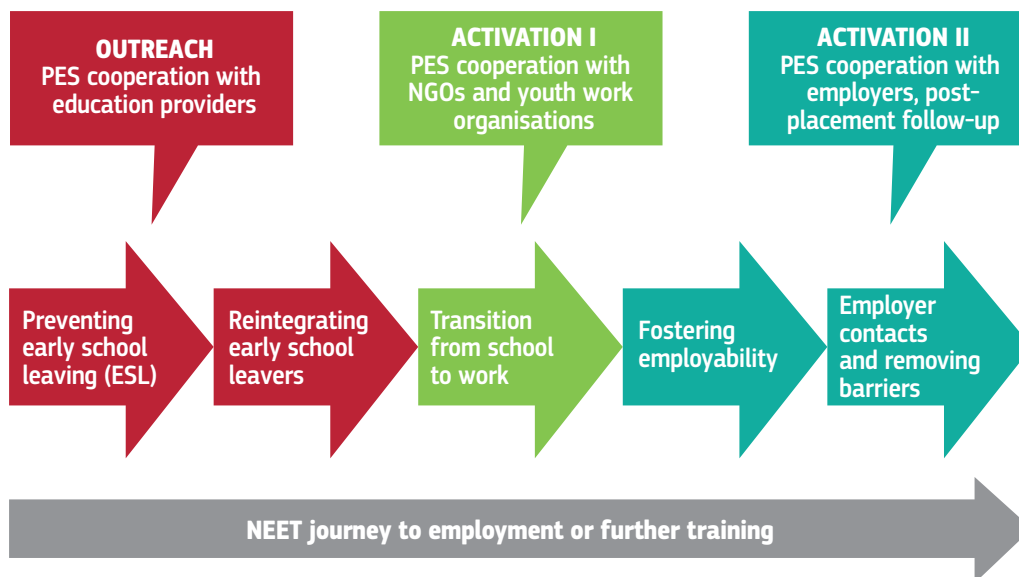 OUTREACH
PES cooperation with
education providers
ACTIVATION I
PES cooperation with
NGOs and youth work
organisations
ACTIVATION II
PES cooperation with
employers, post-
placement follow-up
Preventing
early school
leaving (ESL)
Reintegrating
early school
leavers
Transition
from school
to work
Fostering
employability
Employer
contacts
and removing
barriers
NEET journey to employment or further training